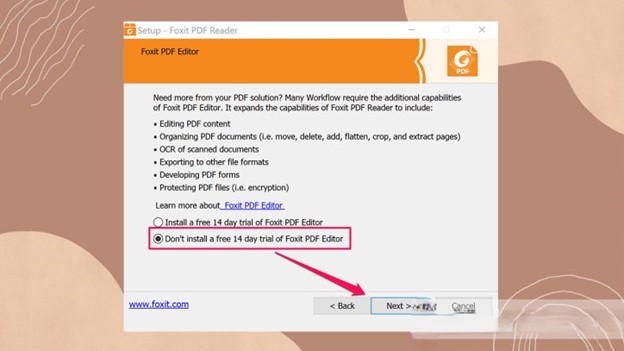 Setup - Foxit PDF Reader
Foxit PDF Editor
PDF
Need more from your PDF solution? Many Workflow require the additional capabilities
of Foxit PDF Editor. It expands the capabilities of Foxit PDF Reader to include:
• Editing PDF content
• Organizing PDF documents (i.e. move, delete, add, flatten, crop, and extract pages)
• OCR of scanned documents
• Exporting to other file formats
• Developing PDF forms
• Protecting PDF files (i.e. encryption)
Learn more about Foxit PDF Editor
Install a free 14 day trial of Foxit PDF Editor
Don't install a free 14 day trial of Foxit PDF Editor
www.foxit.com
< Back
Next >
Cancel